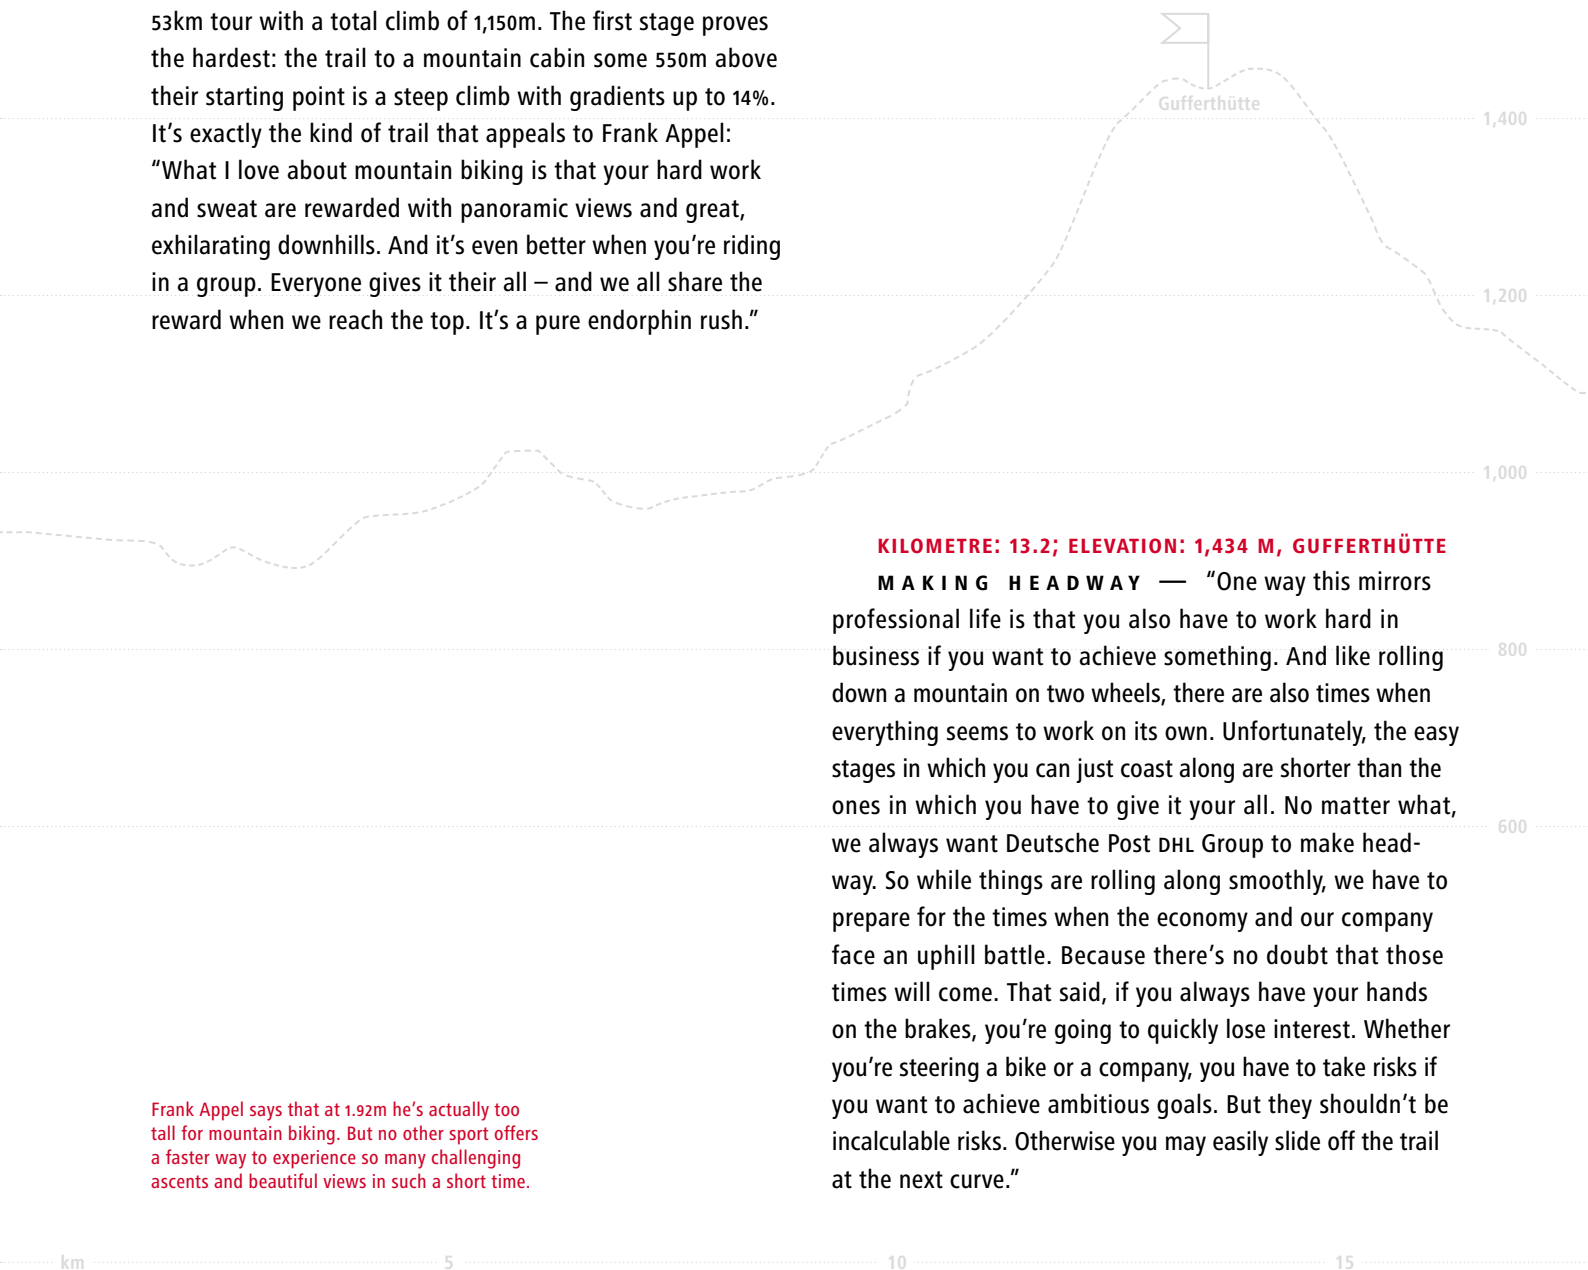 53km tour with a total climb of 1,150m. The first stage proves
the hardest: the trail to a mountain cabin some 550m above
their starting point is a steep climb with gradients up to 14%.
It’s exactly the kind of trail that appeals to Frank Appel:
“What I love about mountain biking is that your hard work
and sweat are rewarded with panoramic views and great,
exhilarating downhills. And it’s even better when you’re riding
in a group. Everyone gives it their all – and we all share the
reward when we reach the top. It’s a pure endorphin rush.”
Gufferthütte
1,400
1,200
1,000
800
600
KILOMETRE: 13.2; ELEVATION: 1,434 M, GUFFERTHÜTTE
MAKING HEADWAY — “One way this mirrors
professional life is that you also have to work hard in
business if you want to achieve something. And like rolling
down a mountain on two wheels, there are also times when
everything seems to work on its own. Unfortunately, the easy
stages in which you can just coast along are shorter than the
ones in which you have to give it your all. No matter what,
we always want Deutsche Post DHL Group to make head-
way. So while things are rolling along smoothly, we have to
prepare for the times when the economy and our company
face an uphill battle. Because there’s no doubt that those
times will come. That said, if you always have your hands
on the brakes, you’re going to quickly lose interest. Whether
you’re steering a bike or a company, you have to take risks if
you want to achieve ambitious goals. But they shouldn’t be
incalculable risks. Otherwise you may easily slide off the trail
at the next curve.”
Frank Appel says that at 1.92m he’s actually too
tall for mountain biking. But no other sport offers
a faster way to experience so many challenging
ascents and beautiful views in such a short time.
km 5 10 15